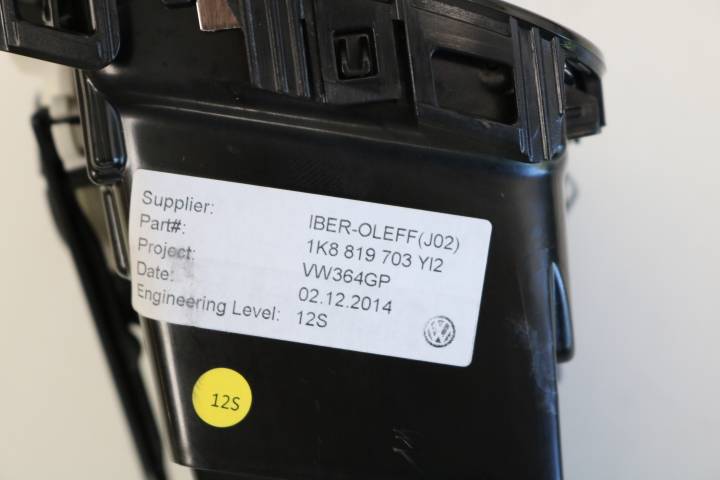 Supplier: IBER-OLEFF(J02)
Part#: 1K8 819 703 YI2
Project: VW364GP
Date: 02.12.2014
Engineering Level: 12S
12S